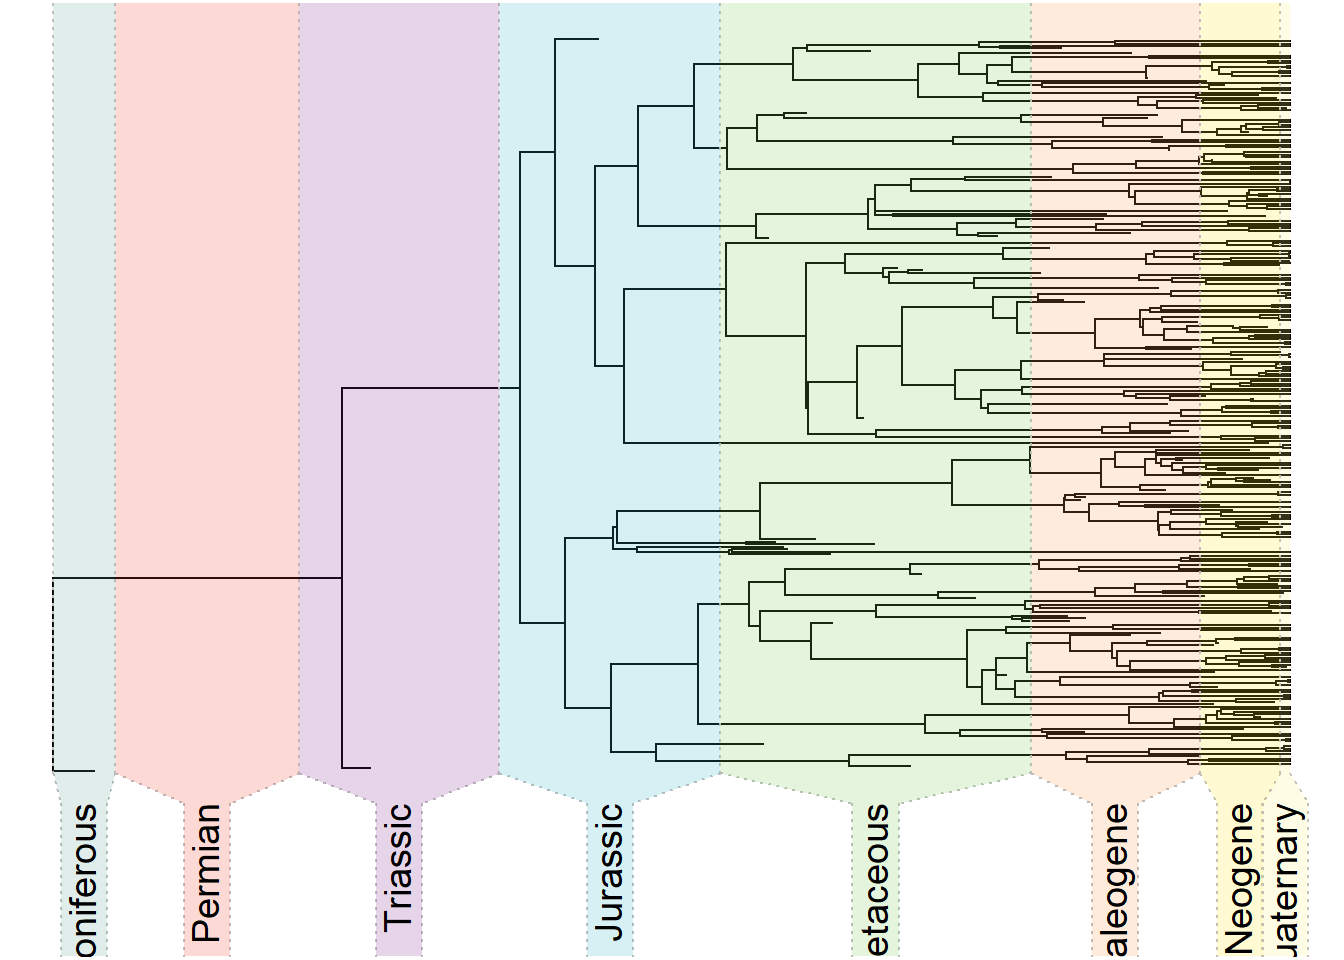 oniferous
Permian
Triassic
Jurassic
etaceous
aleogene
Neogene
uaternary